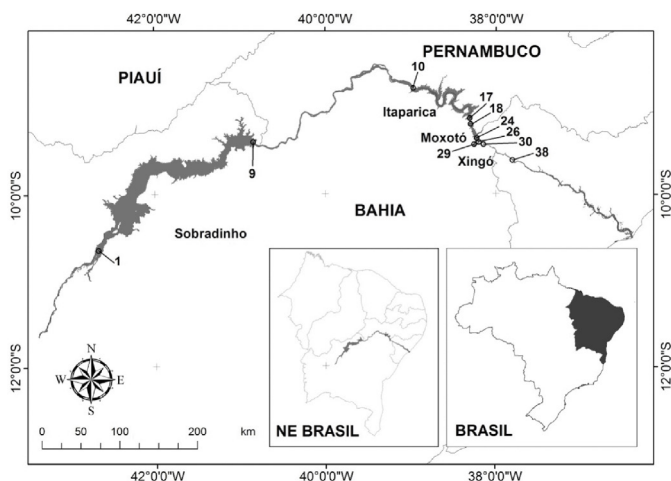 42°0'0"W 40°0'0"W 38°0'0"W
PERNAMBUCO
PIAUÍ
10
Itaparica
17
18
24
Moxotó
26
29
30
Xingó
38
9
10°0'0"S
10°0'0"S
BAHIA
Sobradinho
1
12°0'0"S
12°0'0"S
N
W E
S
0 50 100 150 200 km
NE BRASIL
BRASIL
42°0'0"W 40°0'0"W 38°0'0"W